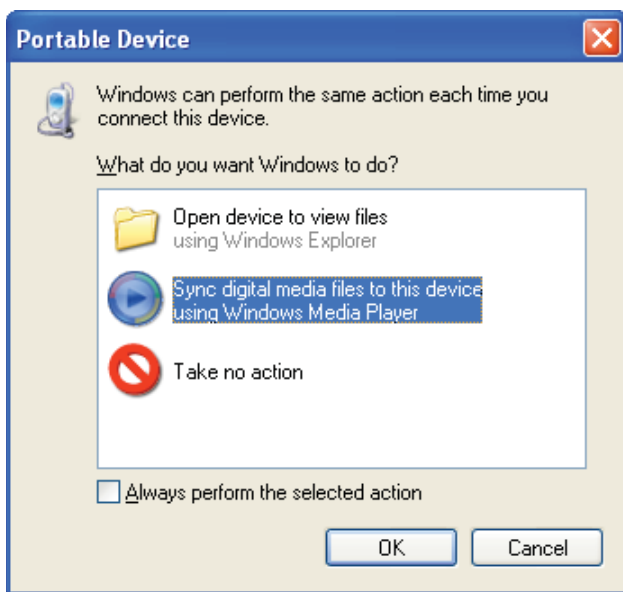 Portable Device
Windows can perform the same action each time you
connect this device.
What do you want Windows to do?
Open device to view files
using Windows Explorer
Sync digital media files to this device
using Windows Media Player
Take no action
Always perform the selected action
OK
Cancel